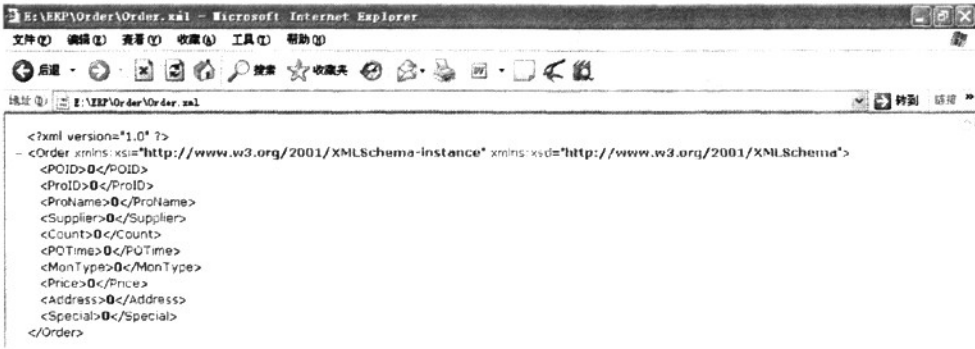 E:\EKP\Order\Order.xml - Microsoft Internet Explorer
文件(F) 编辑(E) 查看(V) 收藏(A) 工具(T) 帮助(H)
后退 搜索 收藏夹
地址(D) E:\EKP\Order\Order.xml 转到 链接 »
<?xml version="1.0" ?>
- <Order xmlns:xsi="http://www.w3.org/2001/XMLSchema-instance" xmlns:xsd="http://www.w3.org/2001/XMLSchema">
<POID>0</POID>
<ProID>0</ProID>
<ProName>0</ProName>
<Supplier>0</Supplier>
<Count>0</Count>
<POTime>0</POTime>
<MonType>0</MonType>
<Price>0</Price>
<Address>0</Address>
<Special>0</Special>
</Order>